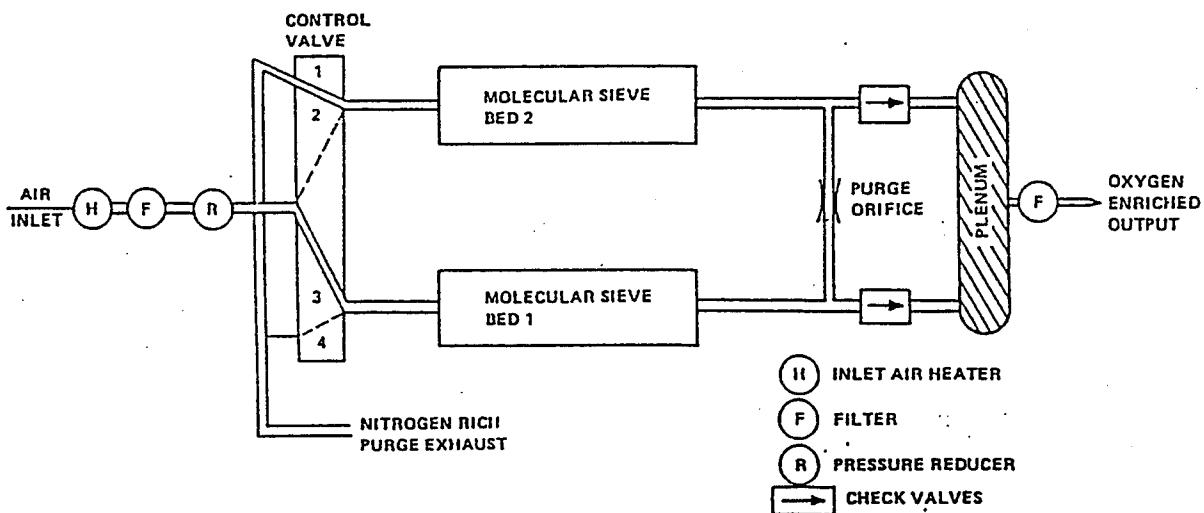 CONTROL
VALVE
1
2
3
4
MOLECULAR SIEVE
BED 2
AIR
INLET
H
F
R
PURGE
ORIFICE
PLENUM
F
OXYGEN
ENRICHED
OUTPUT
MOLECULAR SIEVE
BED 1
NITROGEN RICH
PURGE EXHAUST
H INLET AIR HEATER
F FILTER
R PRESSURE REDUCER
CHECK VALVES